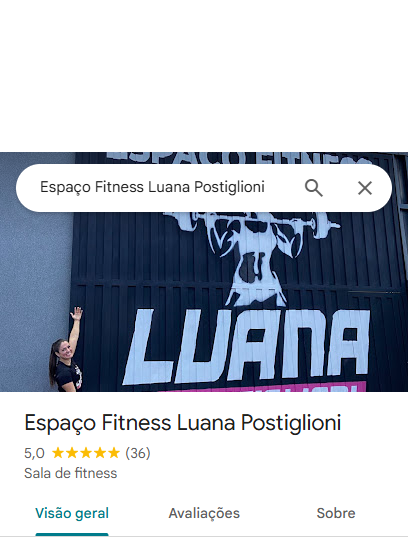 ESPAÇO FITNESS
Espaço Fitness Luana Postiglioni
LUANA
Espaço Fitness Luana Postiglioni
5,0 (36)
Sala de fitness
Visão geral Avaliações Sobre